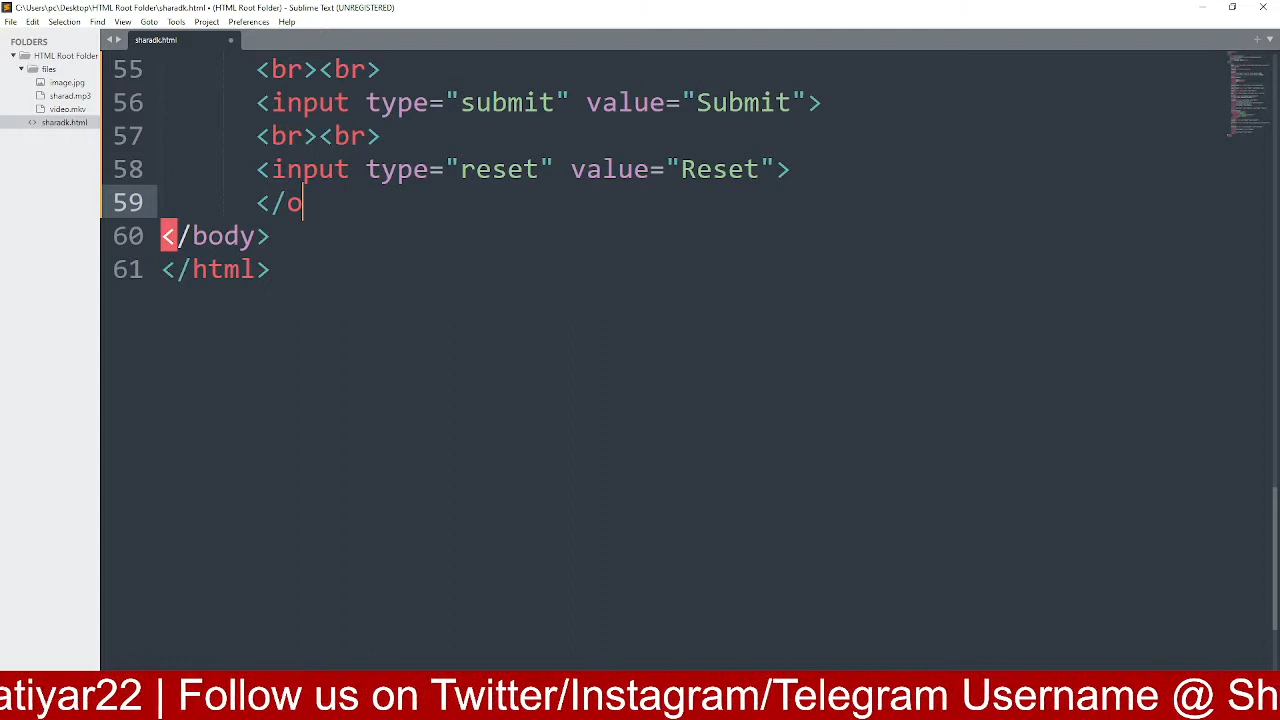 C:\Users\pc\Desktop\HTML Root Folder\sharadk.html • (HTML Root Folder) - Sublime Text (UNREGISTERED)
File Edit Selection Find View Goto Tools Project Preferences Help
FOLDERS
HTML Root Folder
files
image.jpg
sharad.mp3
video.mkv
sharadk.html
sharadk.html
55 <br><br>
56 <input type="submit" value="Submit">
57 <br><br>
58 <input type="reset" value="Reset">
59 </o
60 </body>
61 </html>
atiyar22 | Follow us on Twitter/Instagram/Telegram Username @ Sh